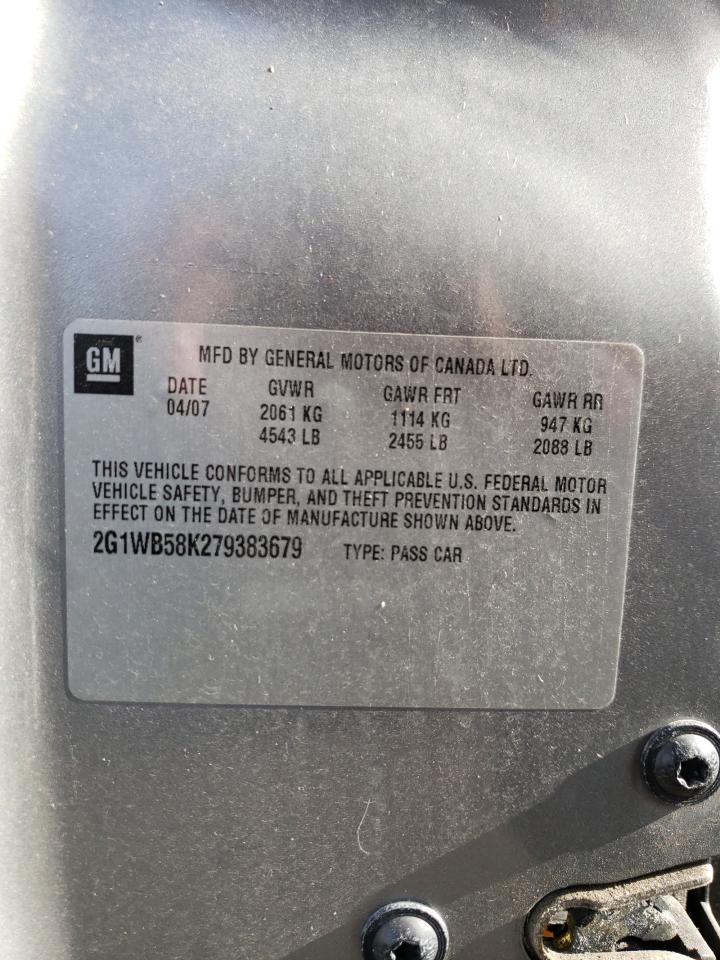 GM® MFD BY GENERAL MOTORS OF CANADA LTD.
DATE GVWR GAWR FRT GAWR RR
04/07 2061 KG 1114 KG 947 KG
4543 LB 2455 LB 2088 LB
THIS VEHICLE CONFORMS TO ALL APPLICABLE U.S. FEDERAL MOTOR
VEHICLE SAFETY, BUMPER, AND THEFT PREVENTION STANDARDS IN
EFFECT ON THE DATE OF MANUFACTURE SHOWN ABOVE.
2G1WB58K279383679 TYPE: PASS CAR